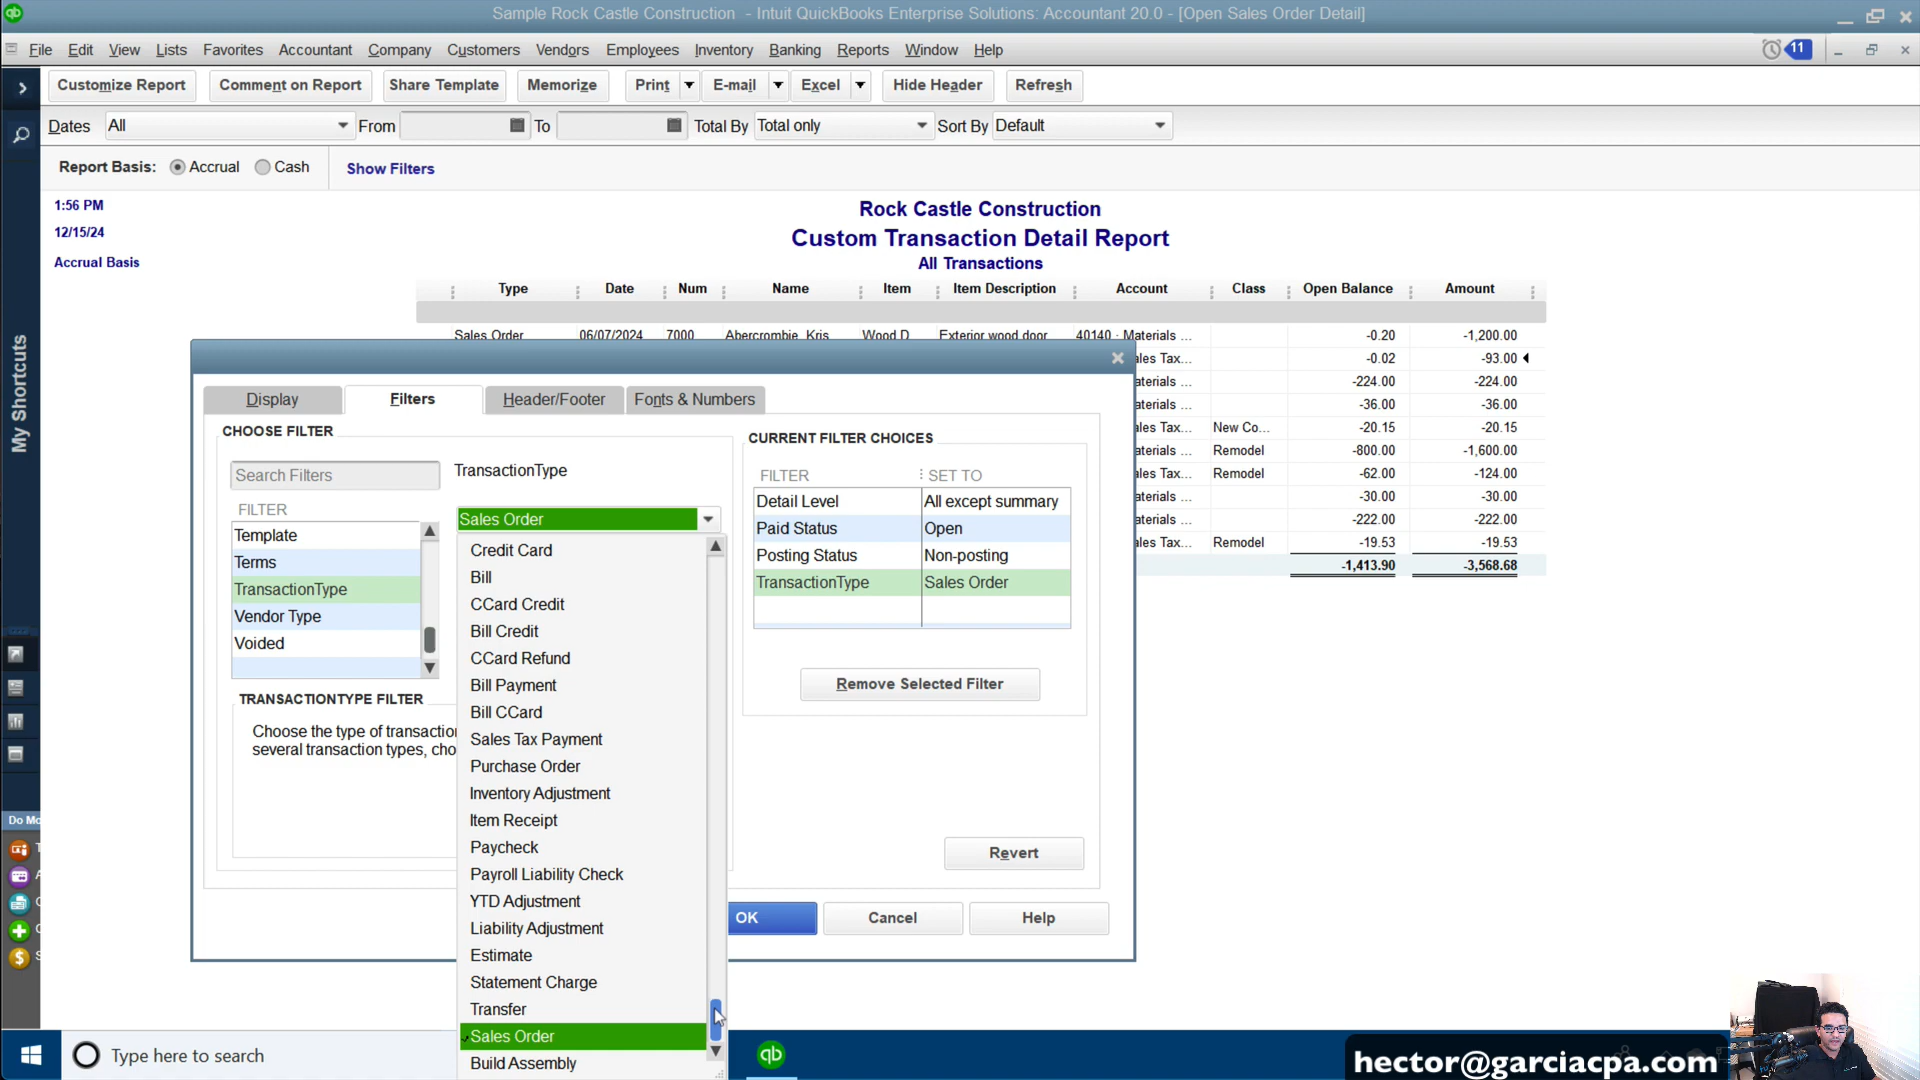 Sample Rock Castle Construction - Intuit QuickBooks Enterprise Solutions: Accountant 20.0 - [Open Sales Order Detail]
File Edit View Lists Favorites Accountant Company Customers Vendors Employees Inventory Banking Reports Window Help
11
Customize Report Comment on Report Share Template Memorize Print E-mail Excel Hide Header Refresh
Dates All From To Total By Total only Sort By Default
Report Basis: Accrual Cash Show Filters
1:56 PM
12/15/24
Accrual Basis
Rock Castle Construction
Custom Transaction Detail Report
All Transactions
Type Date Num Name Item Item Description Account Class Open Balance Amount
Sales Order 06/07/2024 7000 Abercrombie, Kris Wood D Exterior wood door 40140 · Materials ... -0.20 -1,200.00
ales Tax... -0.02 -93.00
aterials ... -224.00 -224.00
aterials ... -36.00 -36.00
ales Tax... New Co... -20.15 -20.15
aterials ... Remodel -800.00 -1,600.00
ales Tax... Remodel -62.00 -124.00
aterials ... -30.00 -30.00
aterials ... -222.00 -222.00
ales Tax... Remodel -19.53 -19.53
-1,413.90 -3,568.68
My Shortcuts
Do Mo
Display Filters Header/Footer Fonts & Numbers
CHOOSE FILTER
Search Filters
FILTER
Template
Terms
TransactionType
Vendor Type
Voided
TRANSACTIONTYPE FILTER
Choose the type of transactio
several transaction types, cho
TransactionType
Sales Order
Credit Card
Bill
CCard Credit
Bill Credit
CCard Refund
Bill Payment
Bill CCard
Sales Tax Payment
Purchase Order
Inventory Adjustment
Item Receipt
Paycheck
Payroll Liability Check
YTD Adjustment
Liability Adjustment
Estimate
Statement Charge
Transfer
Sales Order
Build Assembly
CURRENT FILTER CHOICES
FILTER SET TO
Detail Level All except summary
Paid Status Open
Posting Status Non-posting
TransactionType Sales Order
Remove Selected Filter
Revert
OK Cancel Help
Type here to search
qb
hector@garciacpa.com